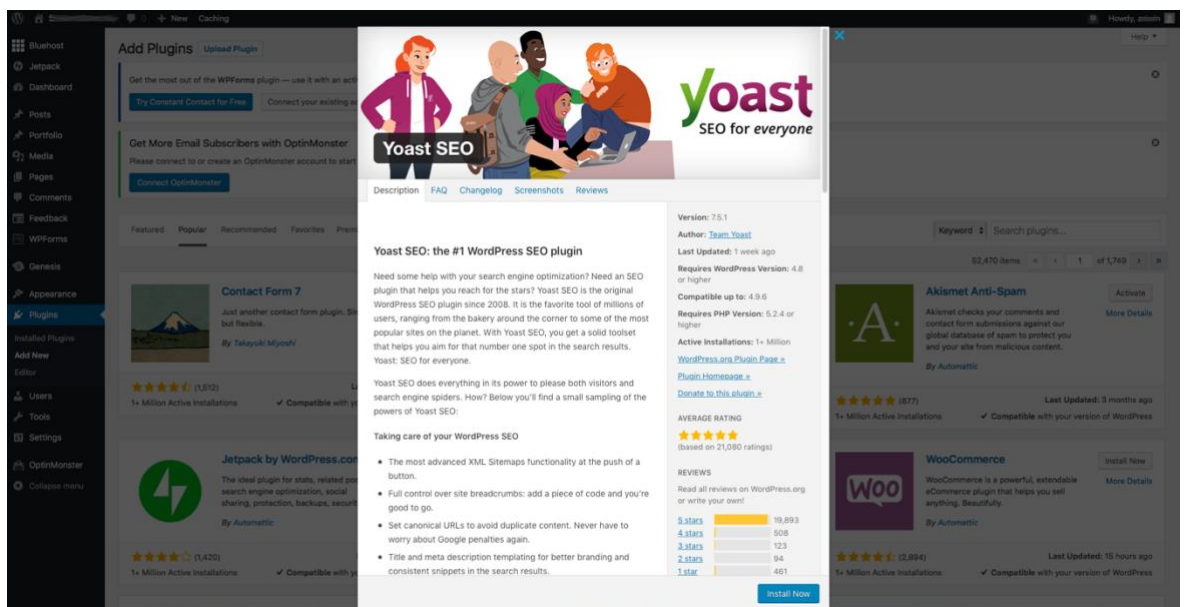 + New Caching
Howdy,
Bluehost
Jetpack
Dashboard
Posts
Portfolio
Media
Pages
Comments
Feedback
WPForms
Genesis
Appearance
Plugins
Installed Plugins
Add New
Editor
Users
Tools
Settings
OptinMonster
Collapse menu
Add Plugins Upload Plugin
Help
Get the most out of the WPForms plugin — use it with an
Try Constant Contact for Free Connect your existing
Get More Email Subscribers with OptinMonster
Please connect to or create an OptinMonster account to start
Connect OptinMonster
Featured Popular Recommended Favorites
Keyword Search plugins...
52,470 items « ‹ 1 of 1,769 › »
Contact Form 7
Just another contact form plugin.
but flexible.
By Takayuki Miyoshi
(1,512)
1+ Million Active Installations ✓ Compatible with
Jetpack by WordPress.com
The ideal plugin for stats, related
search engine optimization, social
sharing, protection, backups,
By Automattic
(1,420)
1+ Million Active Installations ✓ Compatible with
Yoast SEO
yoast
SEO for everyone
Description FAQ Changelog Screenshots Reviews
Yoast SEO: the #1 WordPress SEO plugin
Need some help with your search engine optimization? Need an SEO
plugin that helps you reach for the stars? Yoast SEO is the original
WordPress SEO plugin since 2008. It is the favorite tool of millions of
users, ranging from the bakery around the corner to some of the most
popular sites on the planet. With Yoast SEO, you get a solid toolset
that helps you aim for that number one spot in the search results.
Yoast: SEO for everyone.
Yoast SEO does everything in its power to please both visitors and
search engine spiders. How? Below you'll find a small sampling of the
powers of Yoast SEO:
Taking care of your WordPress SEO
• The most advanced XML Sitemaps functionality at the push of a
button.
• Full control over site breadcrumbs: add a piece of code and you're
good to go.
• Set canonical URLs to avoid duplicate content. Never have to
worry about Google penalties again.
• Title and meta description templating for better branding and
consistent snippets in the search results.
Version: 7.5.1
Author: Team Yoast
Last Updated: 1 week ago
Requires WordPress Version: 4.8
or higher
Compatible up to: 4.9.6
Requires PHP Version: 5.2.4 or
higher
Active Installations: 1+ Million
WordPress.org Plugin Page »
Plugin Homepage »
Donate to this plugin »
AVERAGE RATING
(based on 21,080 ratings)
REVIEWS
Read all reviews on WordPress.org
or write your own!
5 stars 19,893
4 stars 508
3 stars 123
2 stars 94
1 star 461
Install Now
·A·
Akismet Anti-Spam
Activate
More Details
Akismet checks your comments and
contact form submissions against our
global database of spam to protect you
and your site from malicious content.
By Automattic
(877)
Last Updated: 3 months ago
1+ Million Active Installations ✓ Compatible with your version of WordPress
Woo
WooCommerce
Install Now
More Details
WooCommerce is a powerful, extendable
eCommerce plugin that helps you sell
anything. Beautifully.
By Automattic
(2,994)
Last Updated: 15 hours ago
1+ Million Active Installations ✓ Compatible with your version of WordPress